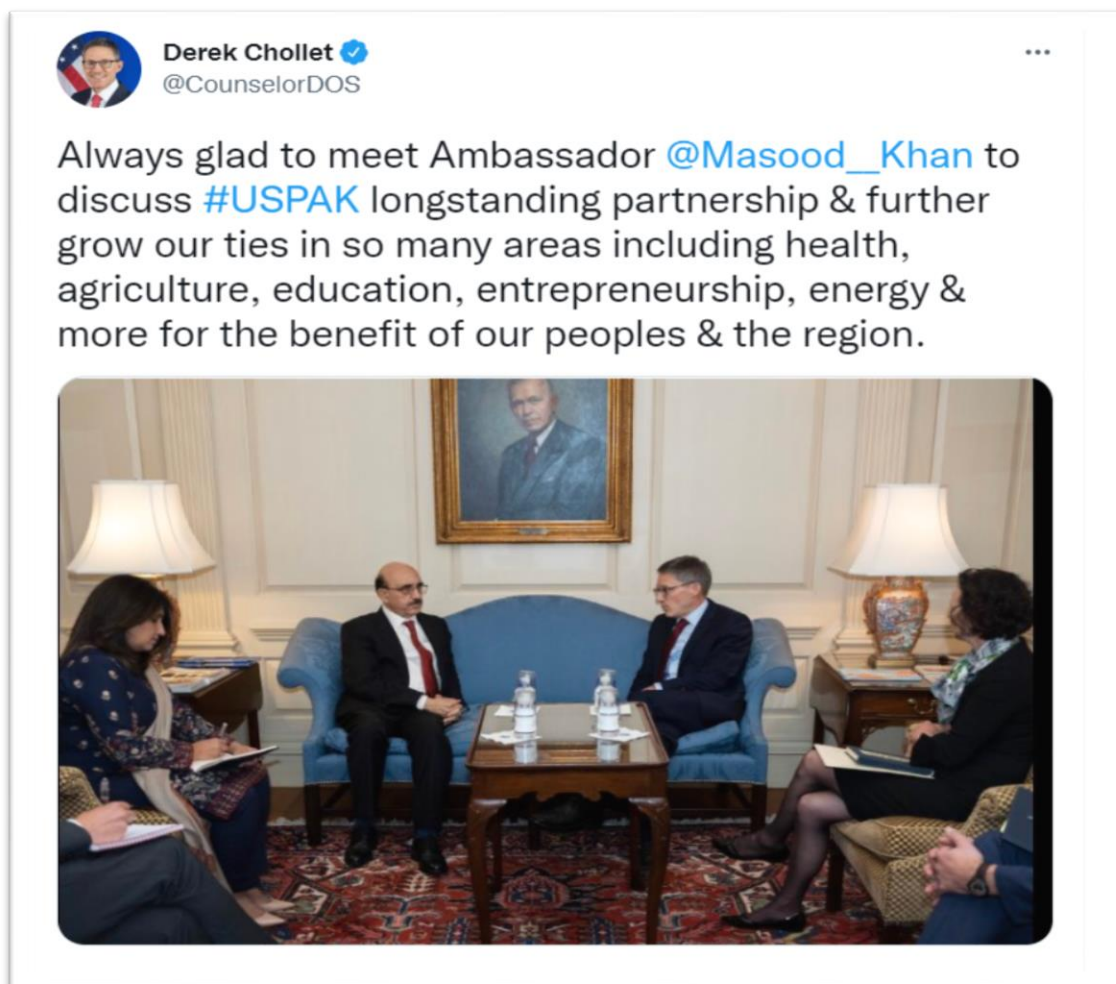 Derek Chollet
@CounselorDOS
Always glad to meet Ambassador @Masood__Khan to
discuss #USPAK longstanding partnership & further
grow our ties in so many areas including health,
agriculture, education, entrepreneurship, energy &
more for the benefit of our peoples & the region.